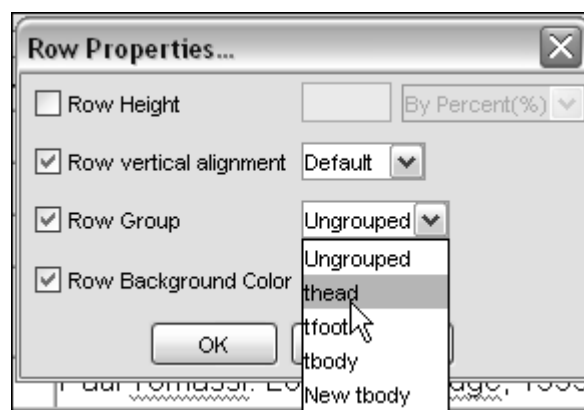 Row Properties...
Row Height By Percent(%)
Row vertical alignment Default
Row Group Ungrouped
Ungrouped
Row Background Color thead
tfoot
OK
tbody
New tbody